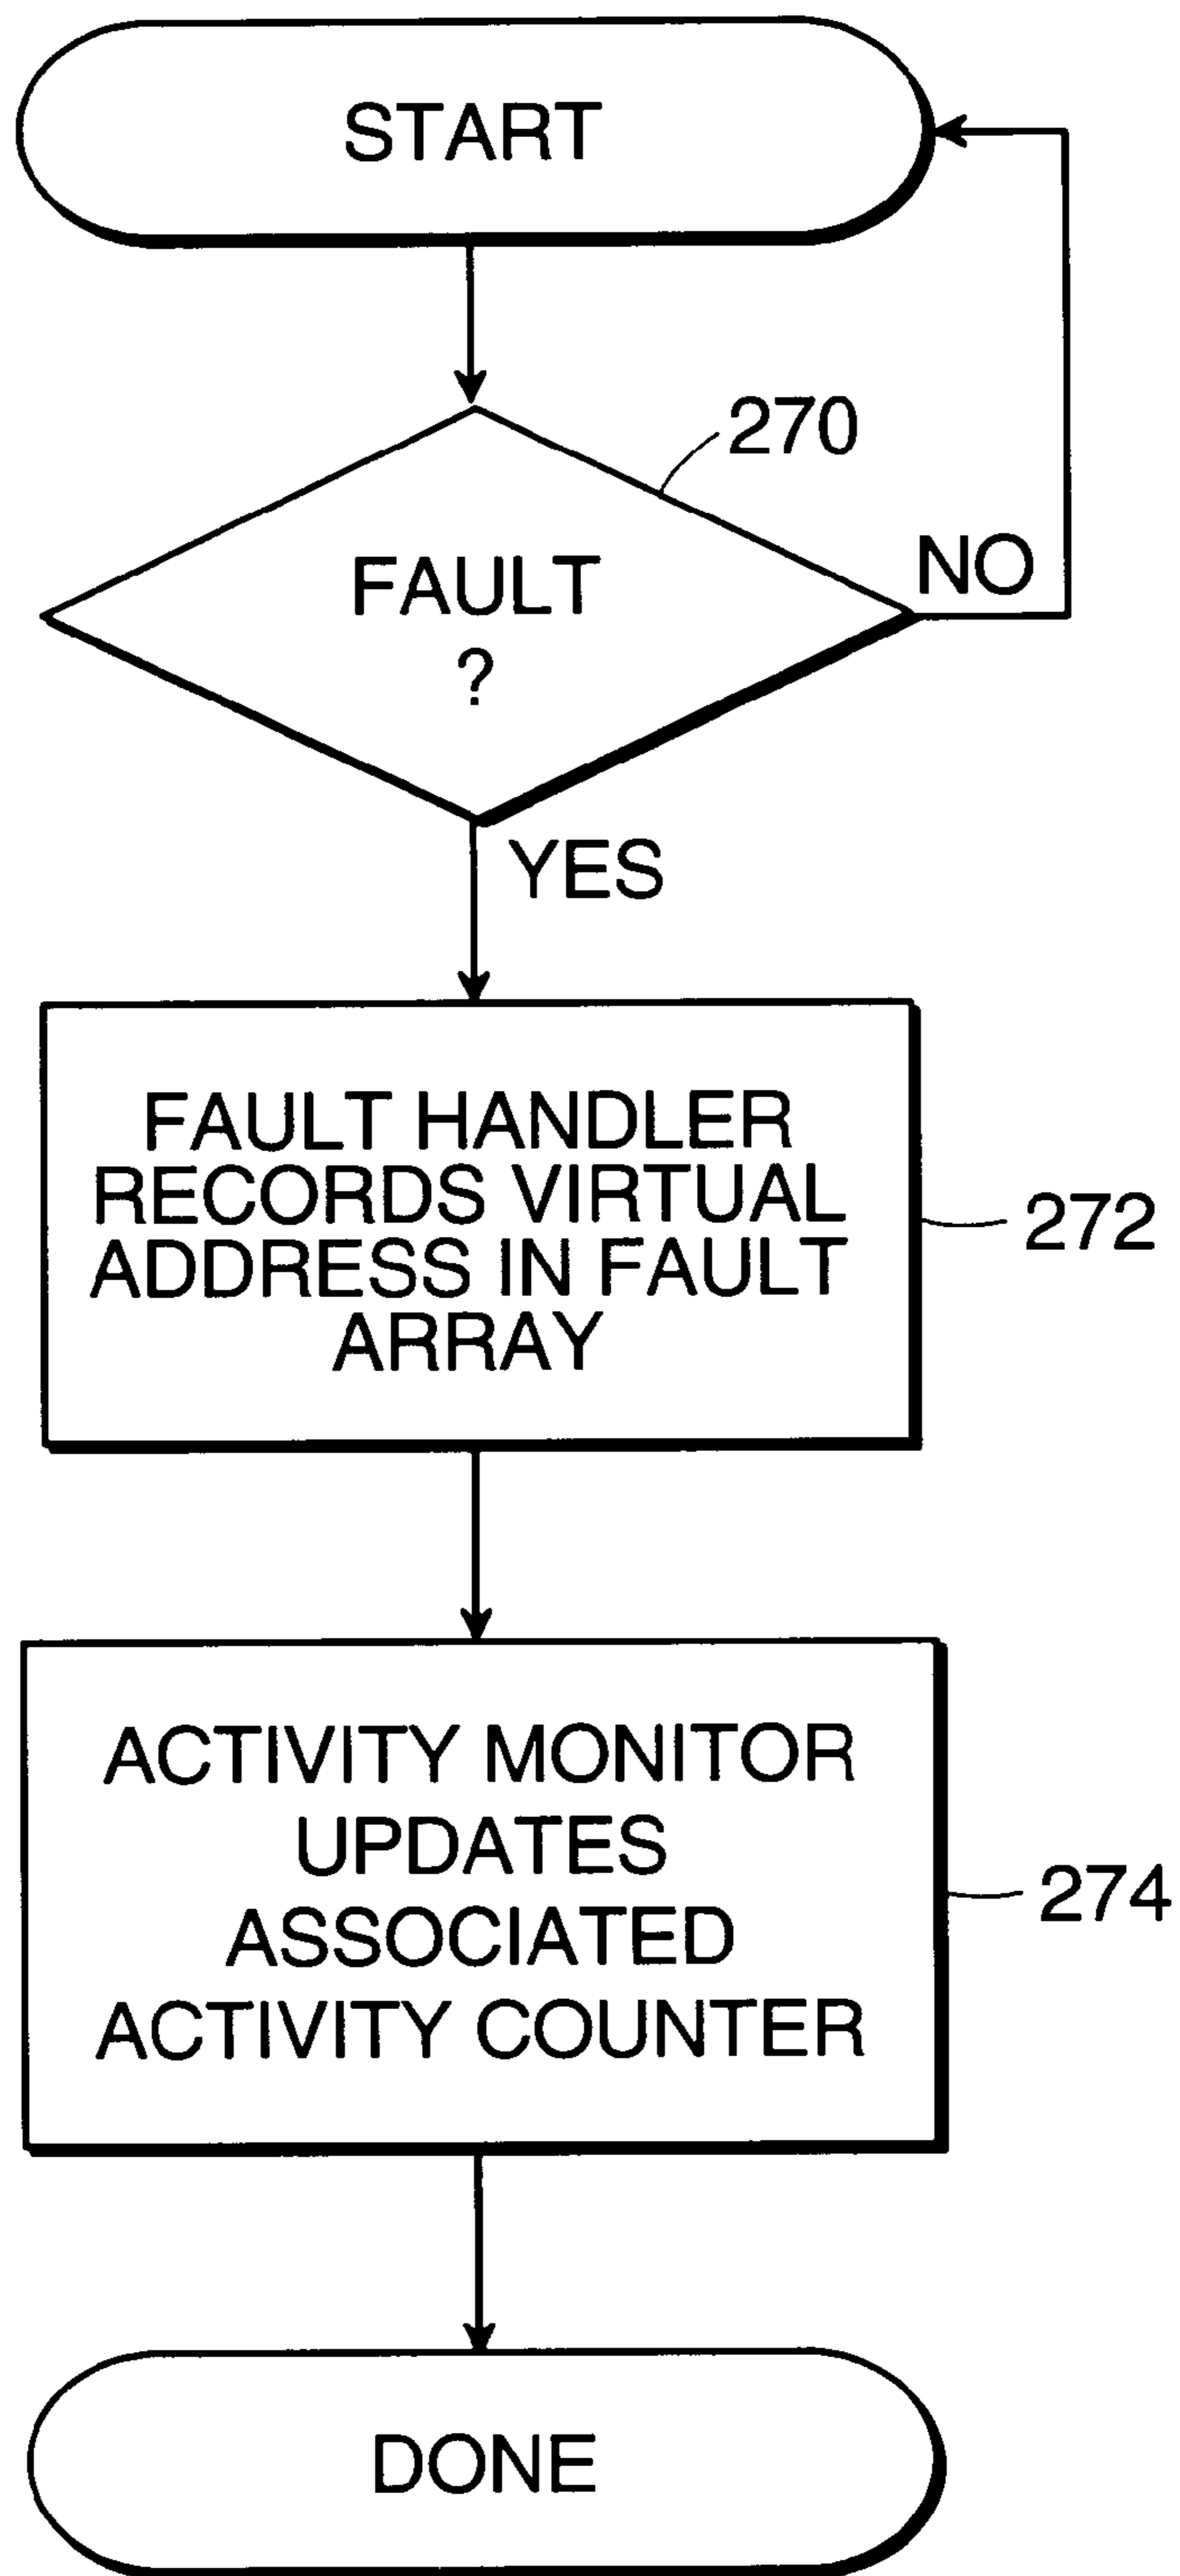 START
270
FAULT
?
NO
YES
FAULT HANDLER
RECORDS VIRTUAL
ADDRESS IN FAULT
ARRAY
272
ACTIVITY MONITOR
UPDATES
ASSOCIATED
ACTIVITY COUNTER
274
DONE